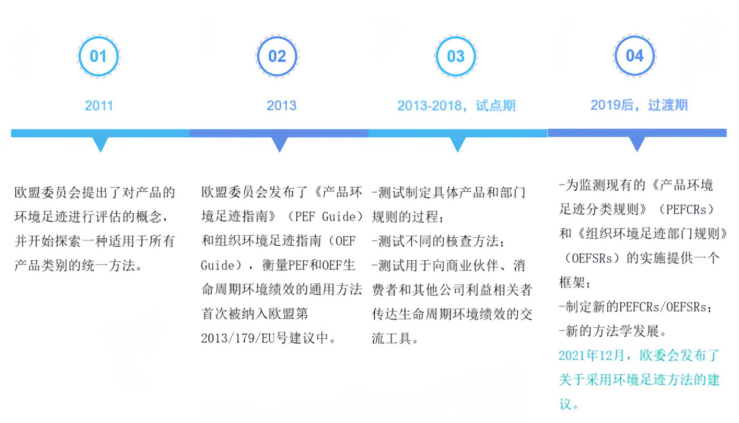 01
2011
欧盟委员会提出了对产品的
环境足迹进行评估的概念，
并开始探索一种适用于所有
产品类别的统一方法。
02
2013
欧盟委员会发布了《产品环
境足迹指南》（PEF Guide）
和组织环境足迹指南（OEF
Guide），衡量PEF和OEF生
命周期环境绩效的通用方法
首次被纳入欧盟第
2013/179/EU号建议中。
03
2013-2018，试点期
-测试制定具体产品和部门
规则的过程；
-测试不同的核查方法；
-测试用于向商业伙伴、消
费者和其他公司利益相关者
传达生命周期环境绩效的交
流工具。
04
2019后，过渡期
-为监测现有的《产品环境
足迹分类规则》（PEFCRs）
和《组织环境足迹部门规则》
（OEFSRs）的实施提供一个
框架；
-制定新的PEFCRs/OEFSRs；
-新的方法学发展。
2021年12月，欧委会发布了
关于采用环境足迹方法的建
议。